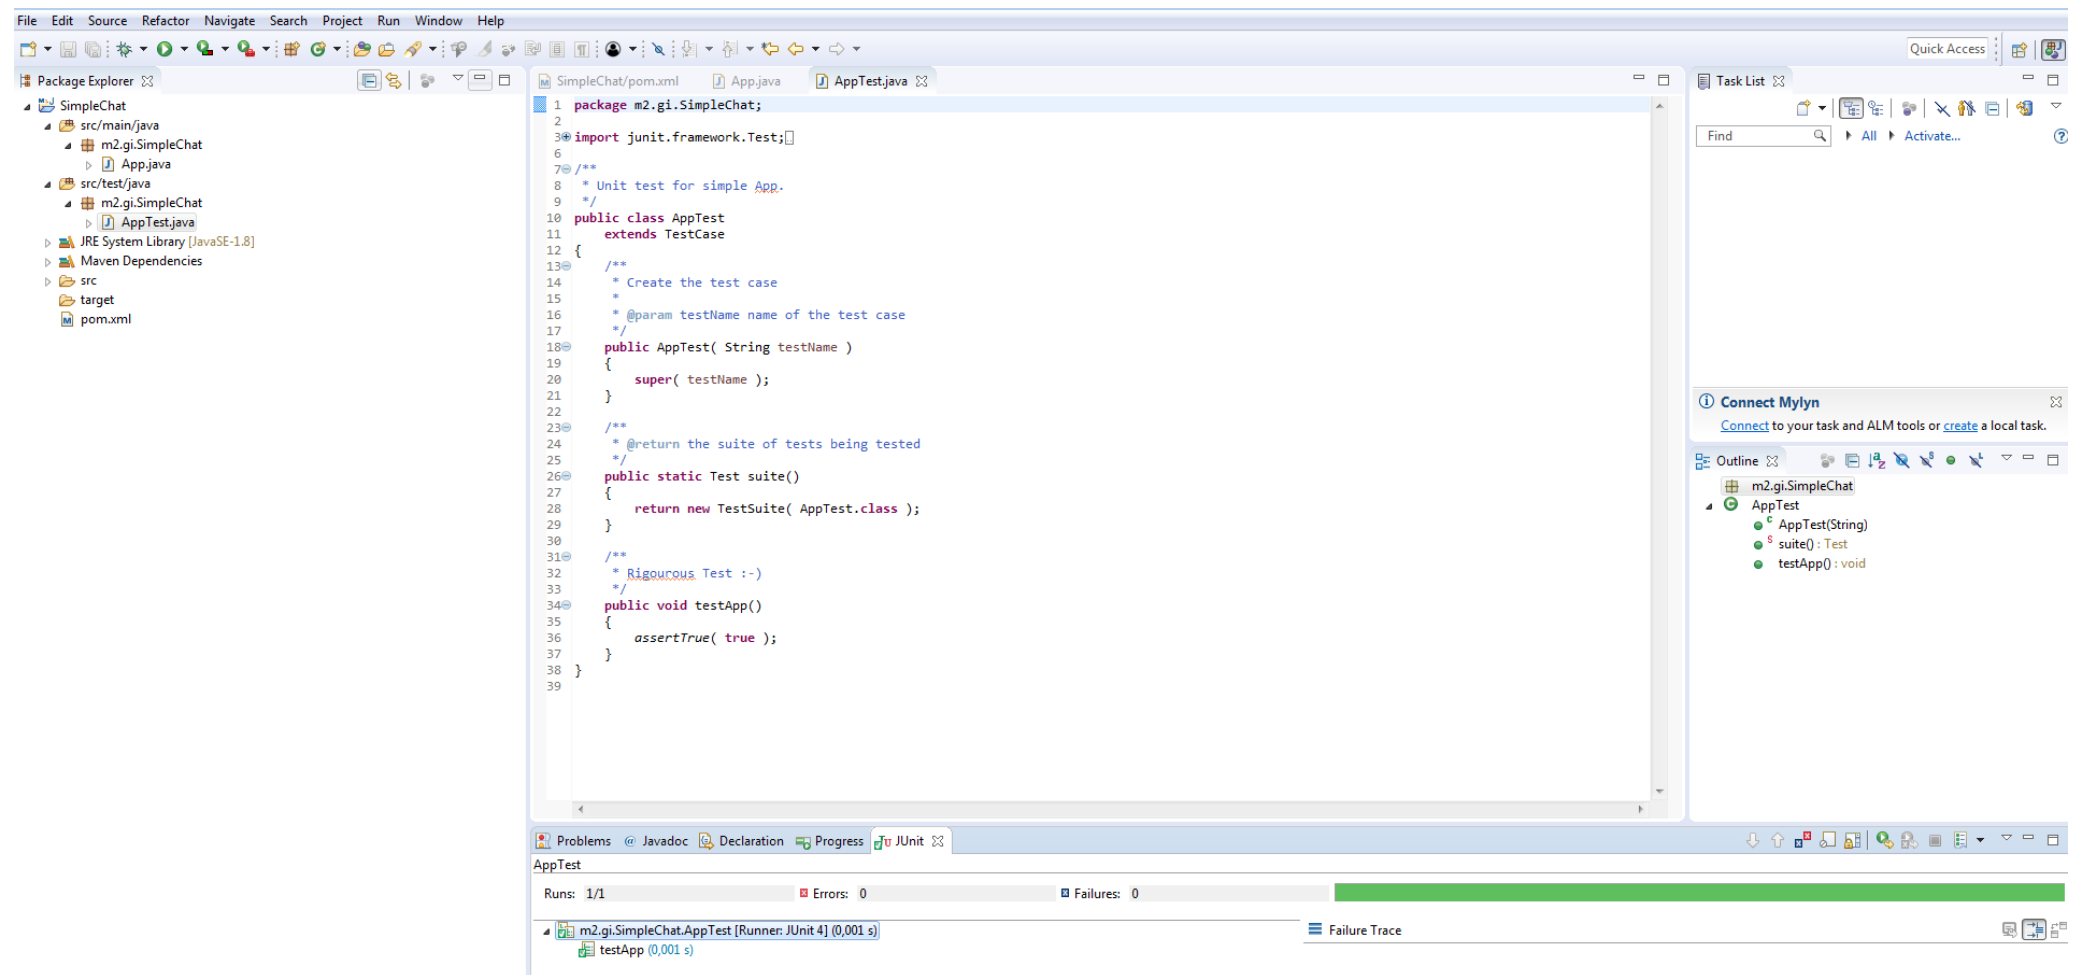 File Edit Source Refactor Navigate Search Project Run Window Help
Quick Access
Package Explorer
SimpleChat
src/main/java
m2.gi.SimpleChat
App.java
src/test/java
m2.gi.SimpleChat
AppTest.java
JRE System Library [JavaSE-1.8]
Maven Dependencies
src
target
pom.xml
SimpleChat/pom.xml App.java AppTest.java
1 package m2.gi.SimpleChat;
2
3 import junit.framework.Test;
6
7 /**
8 * Unit test for simple App.
9 */
10 public class AppTest
11 extends TestCase
12 {
13 /**
14 * Create the test case
15 *
16 * @param testName name of the test case
17 */
18 public AppTest( String testName )
19 {
20 super( testName );
21 }
22
23 /**
24 * @return the suite of tests being tested
25 */
26 public static Test suite()
27 {
28 return new TestSuite( AppTest.class );
29 }
30
31 /**
32 * Rigourous Test :-)
33 */
34 public void testApp()
35 {
36 assertTrue( true );
37 }
38 }
39
Task List
Find All Activate...
Connect Mylyn
Connect to your task and ALM tools or create a local task.
Outline
m2.gi.SimpleChat
AppTest
AppTest(String)
suite() : Test
testApp() : void
Problems Javadoc Declaration Progress JUnit
AppTest
Runs: 1/1 Errors: 0 Failures: 0
m2.gi.SimpleChat.AppTest [Runner: JUnit 4] (0,001 s)
testApp (0,001 s)
Failure Trace